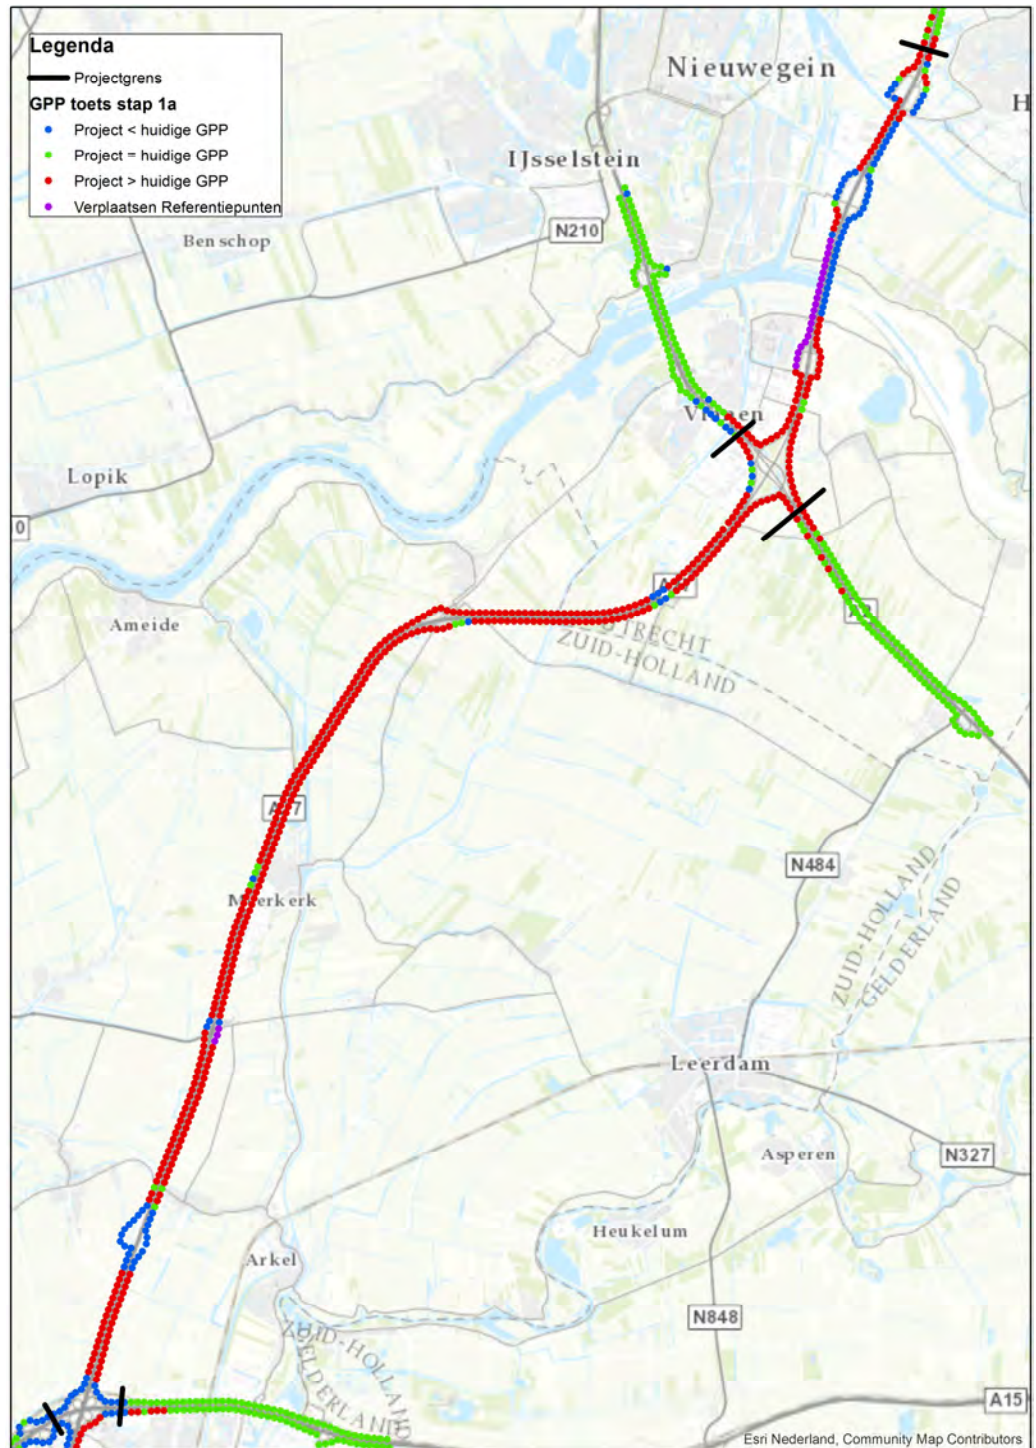 Legenda
Projectgrens
GPP toets stap 1a
Project < huidige GPP
Project = huidige GPP
Project > huidige GPP
Verplaatsen Referentiepunten
Nieuwegein
H
IJsselstein
N210
Benschop
Lopik
0
Ameide
UTRECHT
ZUID-HOLLAND
A2
N484
ZUID-HOLLAND
GELDERLAND
Leerdam
N327
Asperen
Heukelum
Arkel
N848
ZUID-HOLLAND
GELDERLAND
A15
Esri Nederland, Community Map Contributors